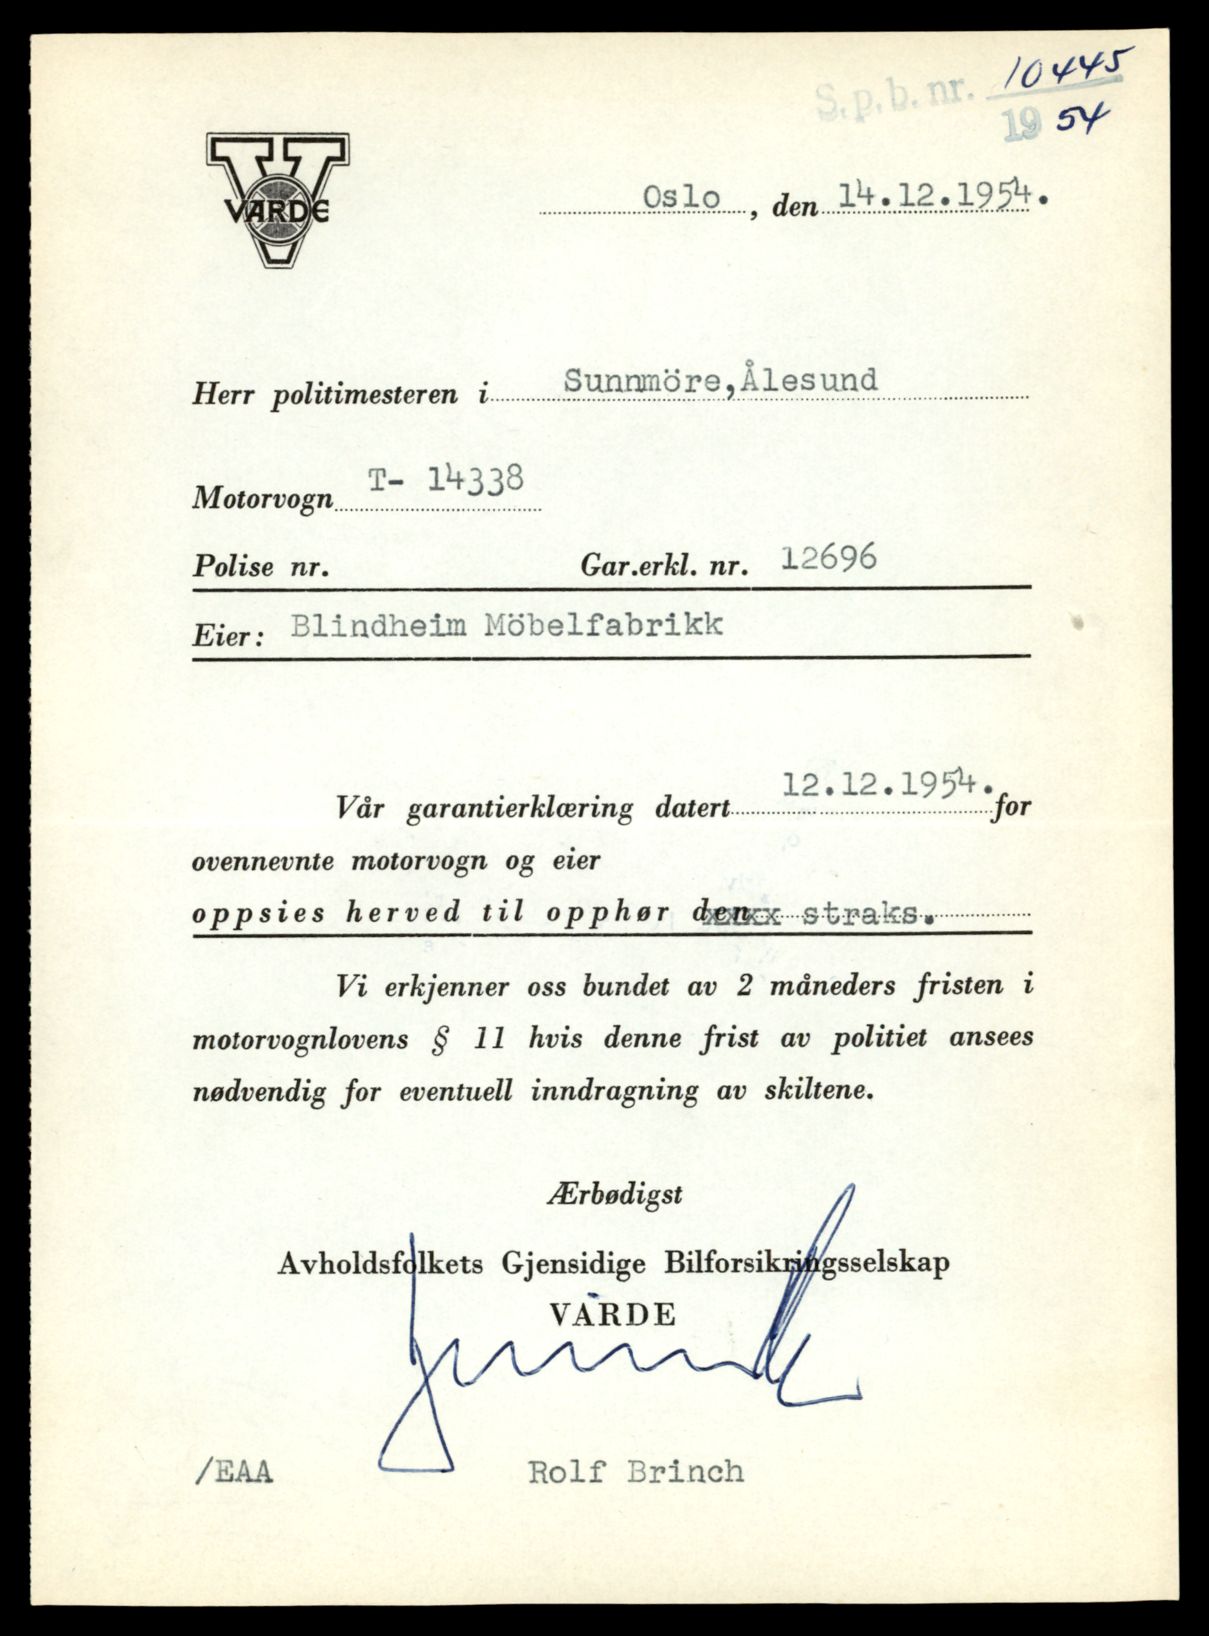 S.p.b. nr. 10445
19 54
VARDE
Oslo, den 14.12.1954.
Herr politimesteren i Sunnmöre, Ålesund
Motorvogn T- 14338
Polise nr. Gar.erkl. nr. 12696
Eier: Blindheim Möbelfabrikk
Vår garantierklæring datert 12.12.1954. for
ovennevnte motorvogn og eier
oppsies herved til opphør den xxxx straks.
Vi erkjenner oss bundet av 2 måneders fristen i
motorvognlovens § 11 hvis denne frist av politiet ansees
nødvendig for eventuell inndragning av skiltene.
Ærbødigst
Avholdsfolkets Gjensidige Bilforsikringsselskap
VARDE
/EAA Rolf Brinch